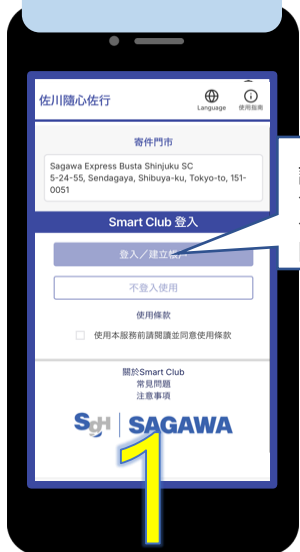 佐川隨心佐行
Language
使用指南
寄件門市
Sagawa Express Busta Shinjuku SC
5-24-55, Sendagaya, Shibuya-ku, Tokyo-to, 151-
0051
Smart Club 登入
登入／建立帳戶
不登入使用
使用條款
使用本服務前請閱讀並同意使用條款
關於Smart Club
常見問題
注意事項
SGH SAGAWA
1